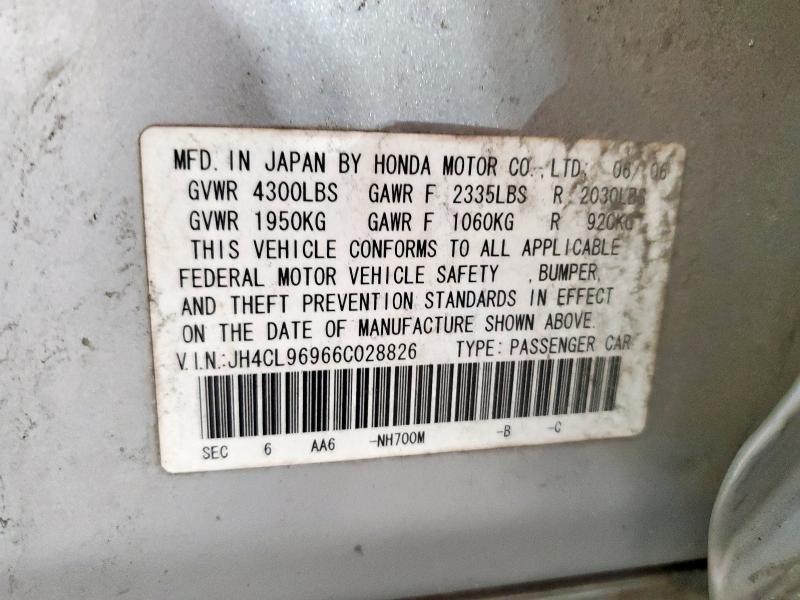 MFD. IN JAPAN BY HONDA MOTOR CO., LTD. 06/06
GVWR 4300LBS GAWR F 2335LBS R 2030LBS
GVWR 1950KG GAWR F 1060KG R 920KG
THIS VEHICLE CONFORMS TO ALL APPLICABLE
FEDERAL MOTOR VEHICLE SAFETY , BUMPER,
AND THEFT PREVENTION STANDARDS IN EFFECT
ON THE DATE OF MANUFACTURE SHOWN ABOVE.
V.I.N.:JH4CL96966C028826 TYPE: PASSENGER CAR
SEC 6 AA6 -NH700M -B -C